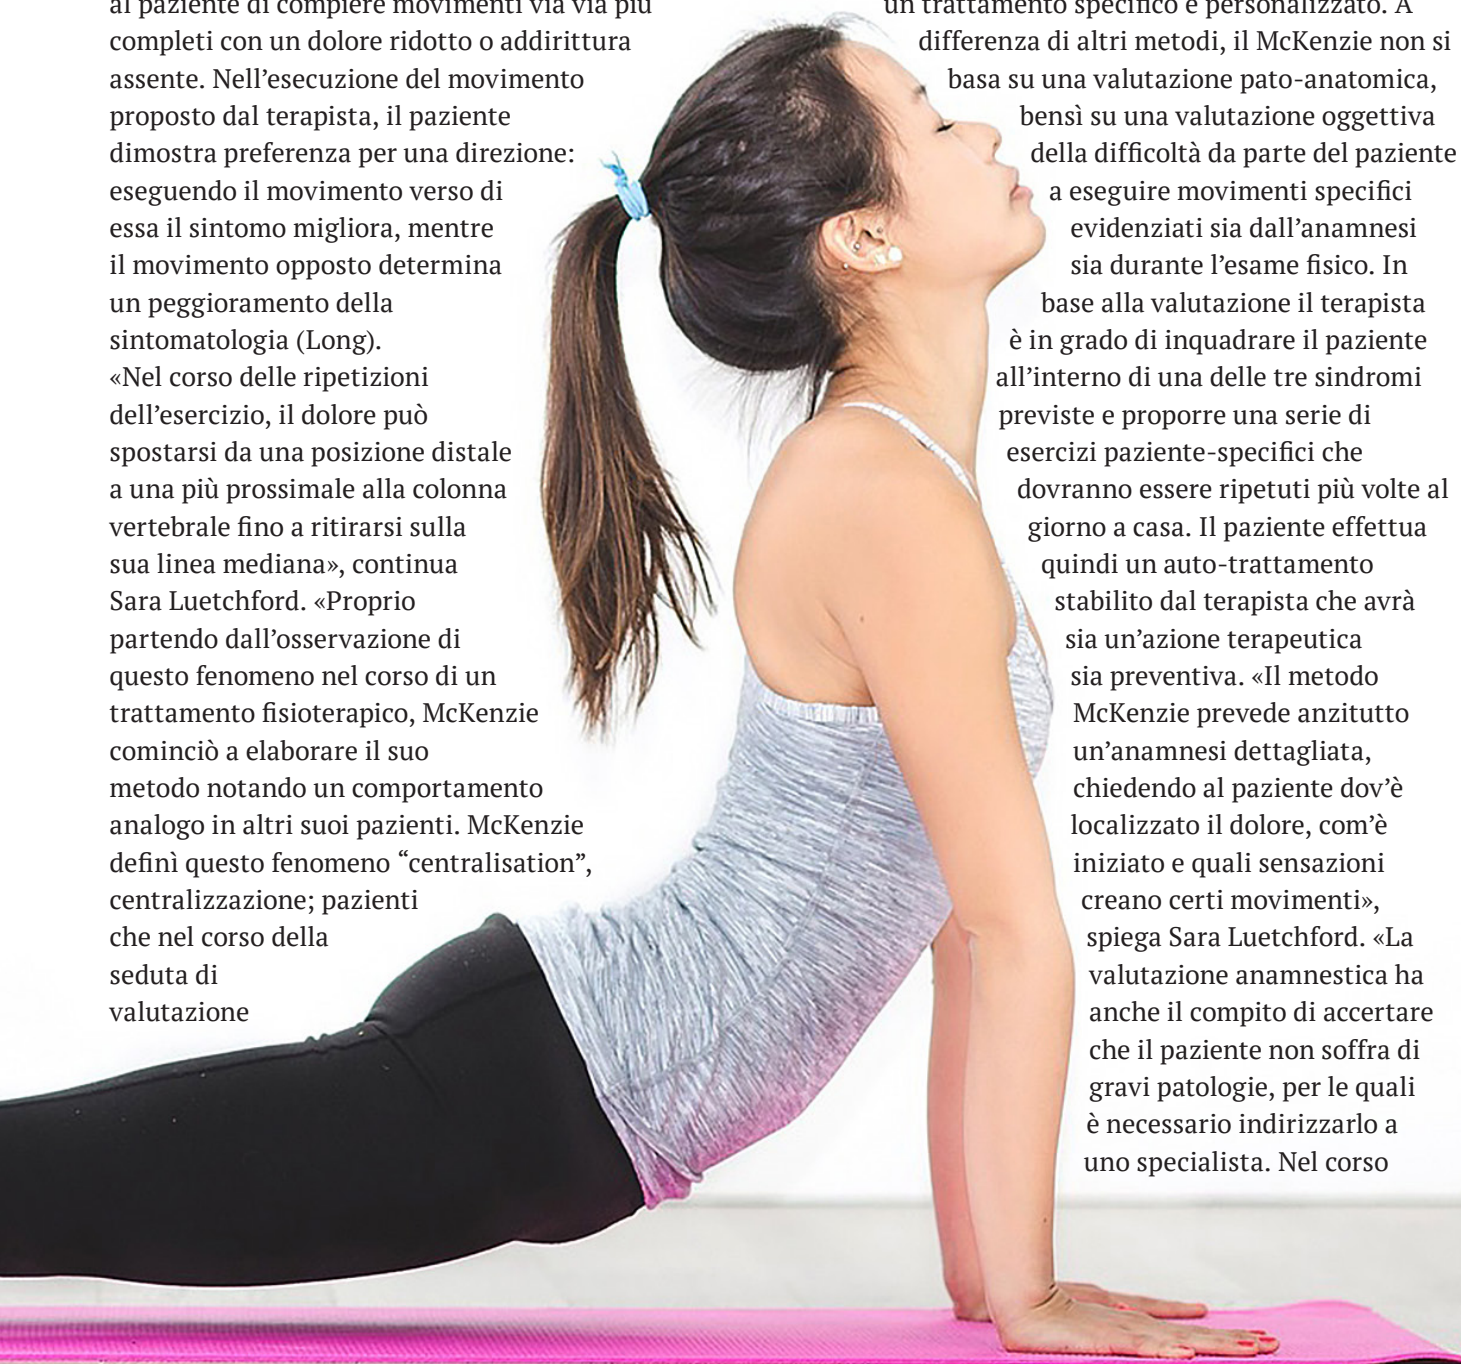 al paziente di compiere movimenti via via più
completi con un dolore ridotto o addirittura
assente. Nell’esecuzione del movimento
proposto dal terapista, il paziente
dimostra preferenza per una direzione:
eseguendo il movimento verso di
essa il sintomo migliora, mentre
il movimento opposto determina
un peggioramento della
sintomatologia (Long).
«Nel corso delle ripetizioni
dell’esercizio, il dolore può
spostarsi da una posizione distale
a una più prossimale alla colonna
vertebrale fino a ritirarsi sulla
sua linea mediana», continua
Sara Luetchford. «Proprio
partendo dall’osservazione di
questo fenomeno nel corso di un
trattamento fisioterapico, McKenzie
cominciò a elaborare il suo
metodo notando un comportamento
analogo in altri suoi pazienti. McKenzie
definì questo fenomeno “centralisation”,
centralizzazione; pazienti
che nel corso della
seduta di
valutazione
un trattamento specifico e personalizzato. A
differenza di altri metodi, il McKenzie non si
basa su una valutazione pato-anatomica,
bensì su una valutazione oggettiva
della difficoltà da parte del paziente
a eseguire movimenti specifici
evidenziati sia dall’anamnesi
sia durante l’esame fisico. In
base alla valutazione il terapista
è in grado di inquadrare il paziente
all’interno di una delle tre sindromi
previste e proporre una serie di
esercizi paziente-specifici che
dovranno essere ripetuti più volte al
giorno a casa. Il paziente effettua
quindi un auto-trattamento
stabilito dal terapista che avrà
sia un’azione terapeutica
sia preventiva. «Il metodo
McKenzie prevede anzitutto
un’anamnesi dettagliata,
chiedendo al paziente dov’è
localizzato il dolore, com’è
iniziato e quali sensazioni
creano certi movimenti»,
spiega Sara Luetchford. «La
valutazione anamnestica ha
anche il compito di accertare
che il paziente non soffra di
gravi patologie, per le quali
è necessario indirizzarlo a
uno specialista. Nel corso